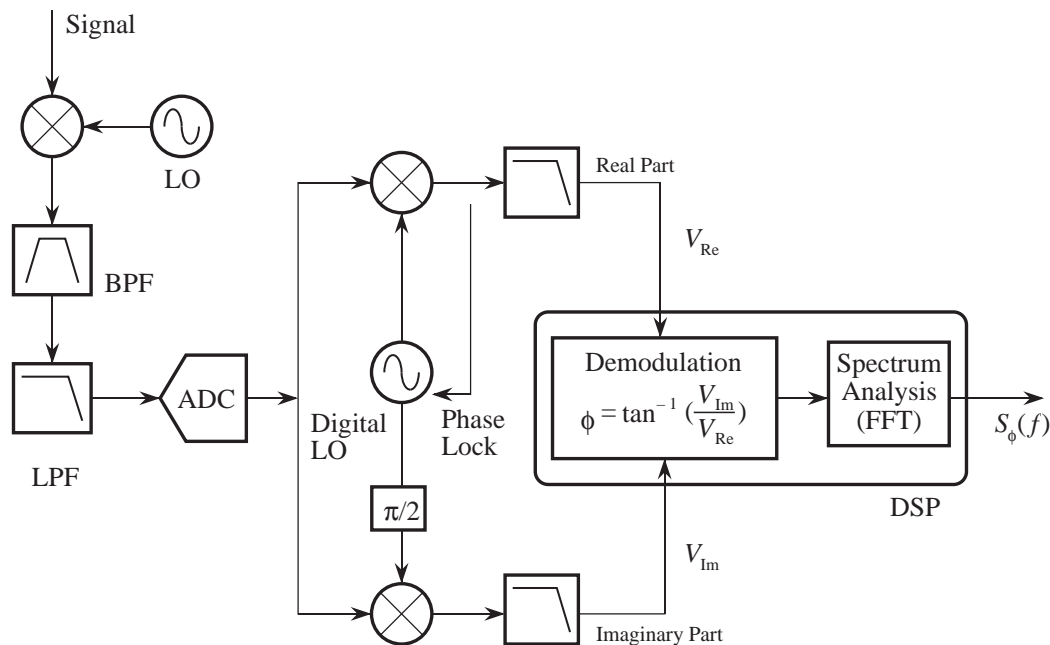 Signal
LO
BPF
LPF
ADC
Digital
LO
Phase
Lock
π/2
Real Part
V_Re
Demodulation
ϕ = tan⁻¹ (V_Im/V_Re)
Spectrum
Analysis
(FFT)
S_ϕ(f)
DSP
V_Im
Imaginary Part